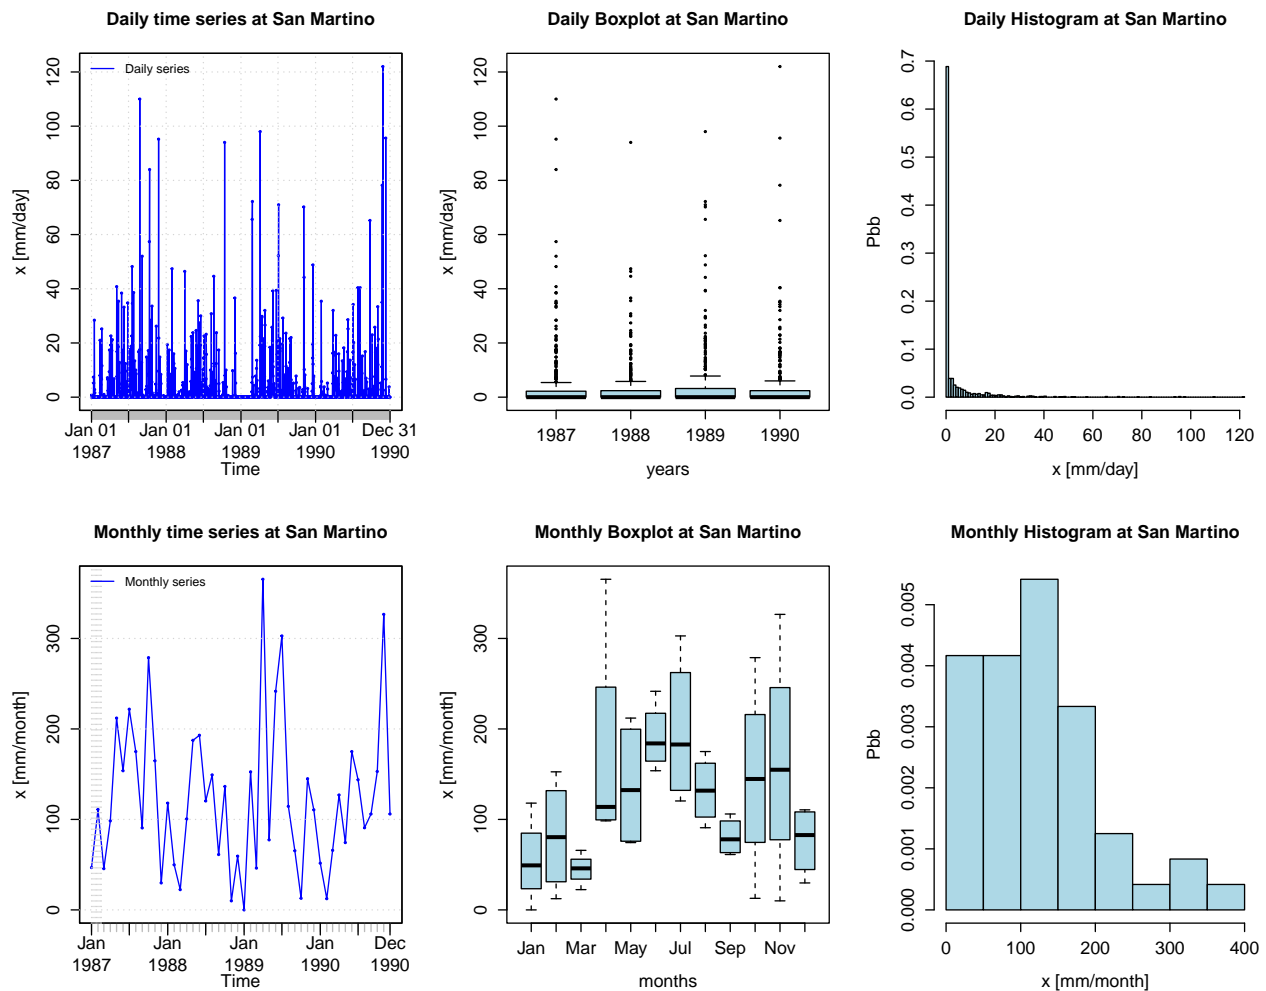 Daily time series at San Martino
Daily series
x [mm/day]
0 20 40 60 80 100 120
Jan 01 Jan 01 Jan 01 Jan 01 Dec 31
1987 1988 1989 1990 1990
Time
Daily Boxplot at San Martino
x [mm/day]
0 20 40 60 80 100 120
1987 1988 1989 1990
years
Daily Histogram at San Martino
Pbb
0.0 0.1 0.2 0.3 0.4 0.5 0.6 0.7
0 20 40 60 80 100 120
x [mm/day]
Monthly time series at San Martino
Monthly series
x [mm/month]
0 100 200 300
Jan Jan Jan Jan Dec
1987 1988 1989 1990 1990
Time
Monthly Boxplot at San Martino
x [mm/month]
0 100 200 300
Jan Mar May Jul Sep Nov
months
Monthly Histogram at San Martino
Pbb
0.000 0.001 0.002 0.003 0.004 0.005
0 100 200 300 400
x [mm/month]